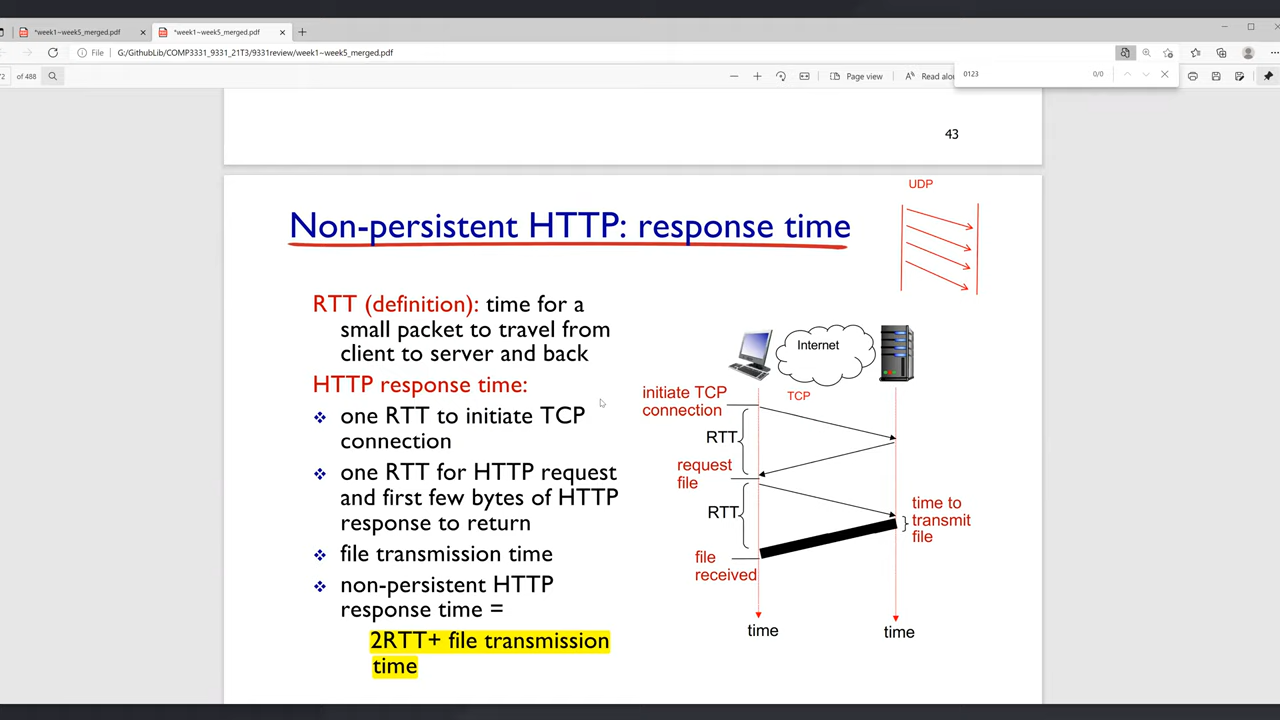 *week1~week5_merged.pdf
*week1~week5_merged.pdf
File
G:/GithubLib/COMP3331_9331_21T3/9331review/week1~week5_merged.pdf
of 488
Page view
Read alou
0123
0/0
43
UDP
Non-persistent HTTP: response time
RTT (definition): time for a
small packet to travel from
client to server and back
HTTP response time:
one RTT to initiate TCP
connection
one RTT for HTTP request
and first few bytes of HTTP
response to return
file transmission time
non-persistent HTTP
response time =
2RTT+ file transmission
time
Internet
initiate TCP
connection
TCP
RTT
request
file
RTT
time to
transmit
file
file
received
time
time